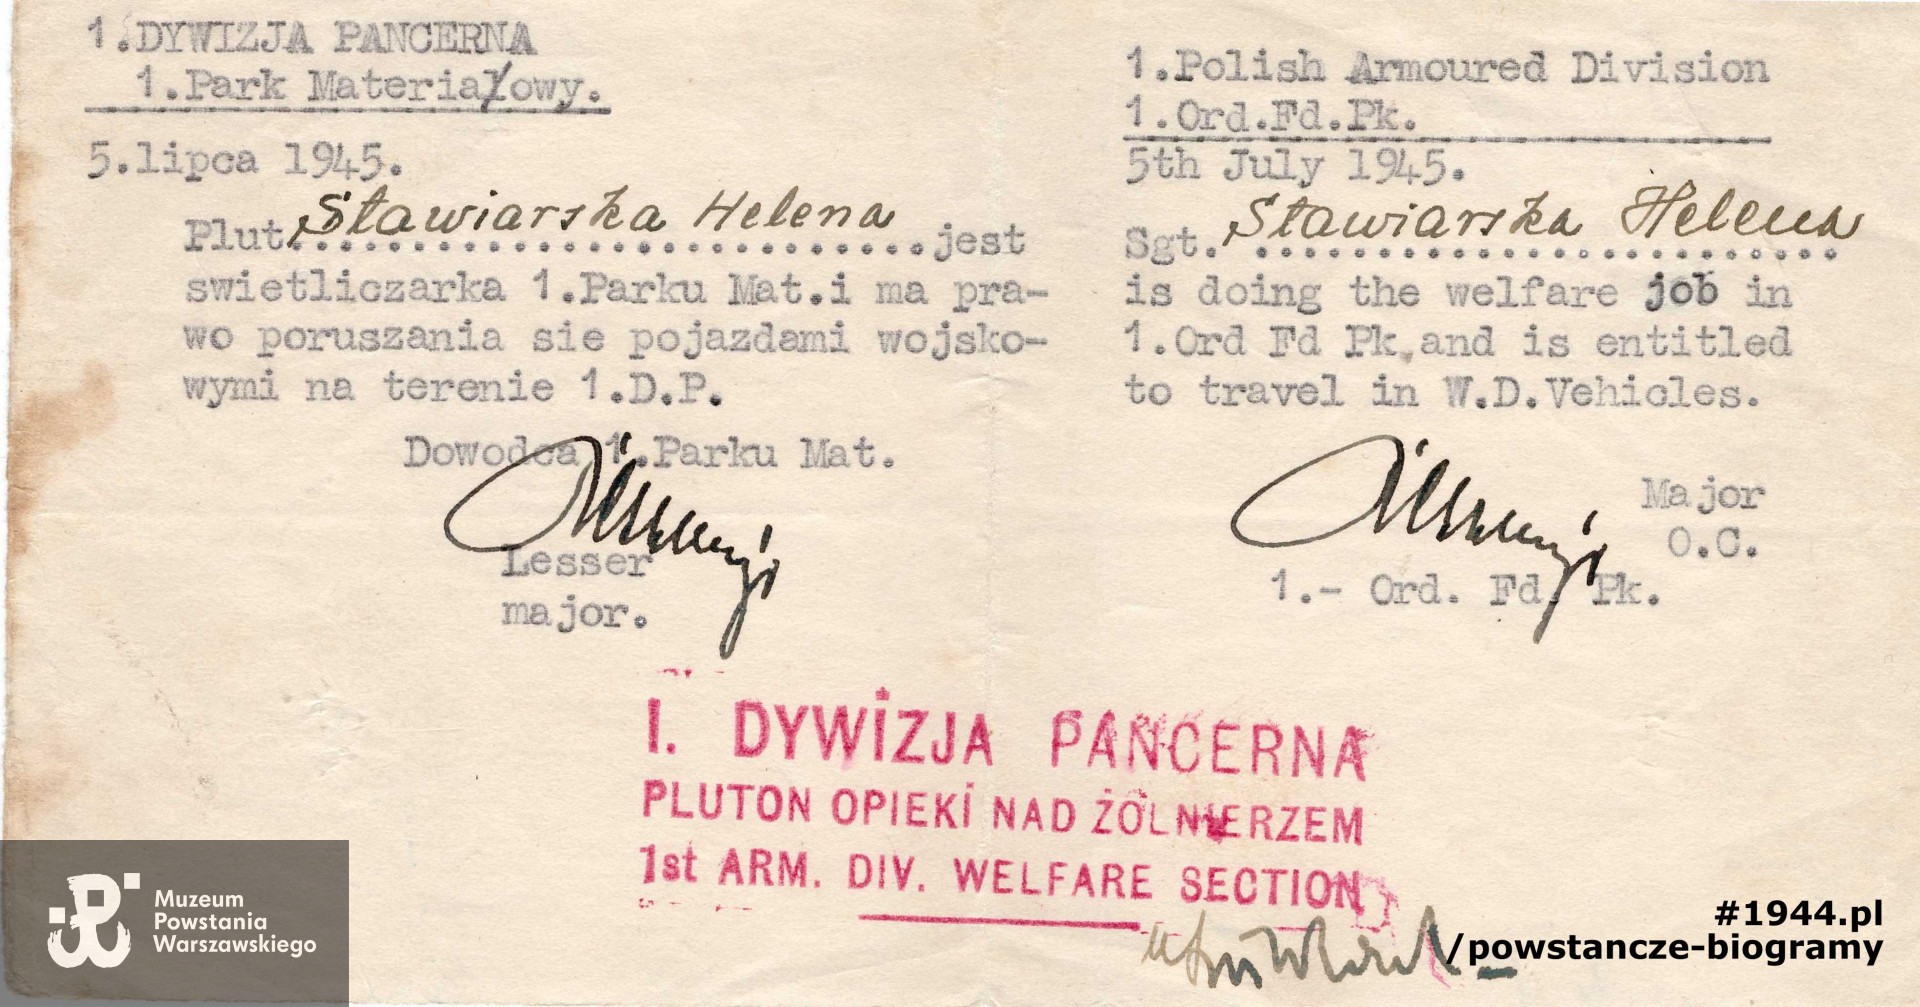 1.DYWIZJA PANCERNA
1.Park Materiałowy.
5.lipca 1945.
Plut. Sławiarska Helena jest
swietliczarka 1.Parku Mat.i ma pra-
wo poruszania sie pojazdami wojsko-
wymi na terenie 1.D.P.
Dowodca 1.Parku Mat.
Lesser
major.
1.Polish Armoured Division
1.Ord.Fd.Pk.
5th July 1945.
Sgt. Sławiarska Helena
is doing the welfare job in
1.Ord Fd Pk.and is entitled
to travel in W.D.Vehicles.
Major
O.C.
1.- Ord. Fd. Pk.
I. DYWIZJA PANCERNA
PLUTON OPIEKI NAD ŻOŁNIERZEM
1st ARM. DIV. WELFARE SECTION
Muzeum
Powstania
Warszawskiego
#1944.pl
/powstancze-biogramy